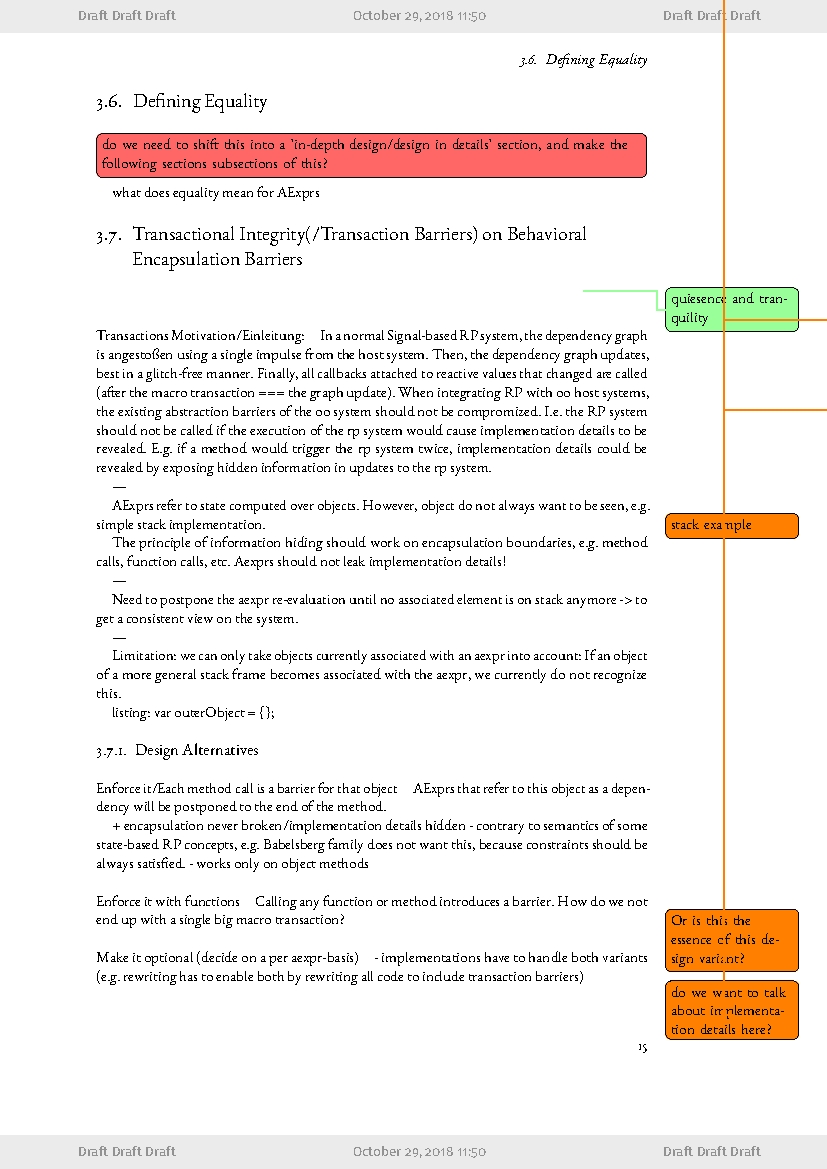 Draft Draft Draft October 29, 2018 11:50 Draft Draft Draft
3.6. Defining Equality
3.6. Defining Equality
do we need to shift this into a 'in-depth design/design in details' section, and make the
following sections subsections of this?
what does equality mean for AExprs
3.7. Transactional Integrity(/Transaction Barriers) on Behavioral
Encapsulation Barriers
quiesence and tran-
quility
Transactions Motivation/Einleitung: In a normal Signal-based RP system, the dependency graph
is angestoßen using a single impulse from the host system. Then, the dependency graph updates,
best in a glitch-free manner. Finally, all callbacks attached to reactive values that changed are called
(after the macro transaction === the graph update). When integrating RP with oo host systems,
the existing abstraction barriers of the oo system should not be compromized. I.e. the RP system
should not be called if the execution of the rp system would cause implementation details to be
revealed. E.g. if a method would trigger the rp system twice, implementation details could be
revealed by exposing hidden information in updates to the rp system.
—
AExprs refer to state computed over objects. However, object do not always want to be seen, e.g.
simple stack implementation.
stack example
The principle of information hiding should work on encapsulation boundaries, e.g. method
calls, function calls, etc. Aexprs should not leak implementation details!
—
Need to postpone the aexpr re-evaluation until no associated element is on stack anymore -> to
get a consistent view on the system.
—
Limitation: we can only take objects currently associated with an aexpr into account: If an object
of a more general stack frame becomes associated with the aexpr, we currently do not recognize
this.
listing: var outerObject = {};
3.7.1. Design Alternatives
Enforce it/Each method call is a barrier for that object AExprs that refer to this object as a depen-
dency will be postponed to the end of the method.
+ encapsulation never broken/implementation details hidden - contrary to semantics of some
state-based RP concepts, e.g. Babelsberg family does not want this, because constraints should be
always satisfied. - works only on object methods
Enforce it with functions Calling any function or method introduces a barrier. How do we not
end up with a single big macro transaction?
Or is this the
essence of this de-
sign variant?
Make it optional (decide on a per aexpr-basis) - implementations have to handle both variants
(e.g. rewriting has to enable both by rewriting all code to include transaction barriers)
do we want to talk
about implementa-
tion details here?
15
Draft Draft Draft October 29, 2018 11:50 Draft Draft Draft